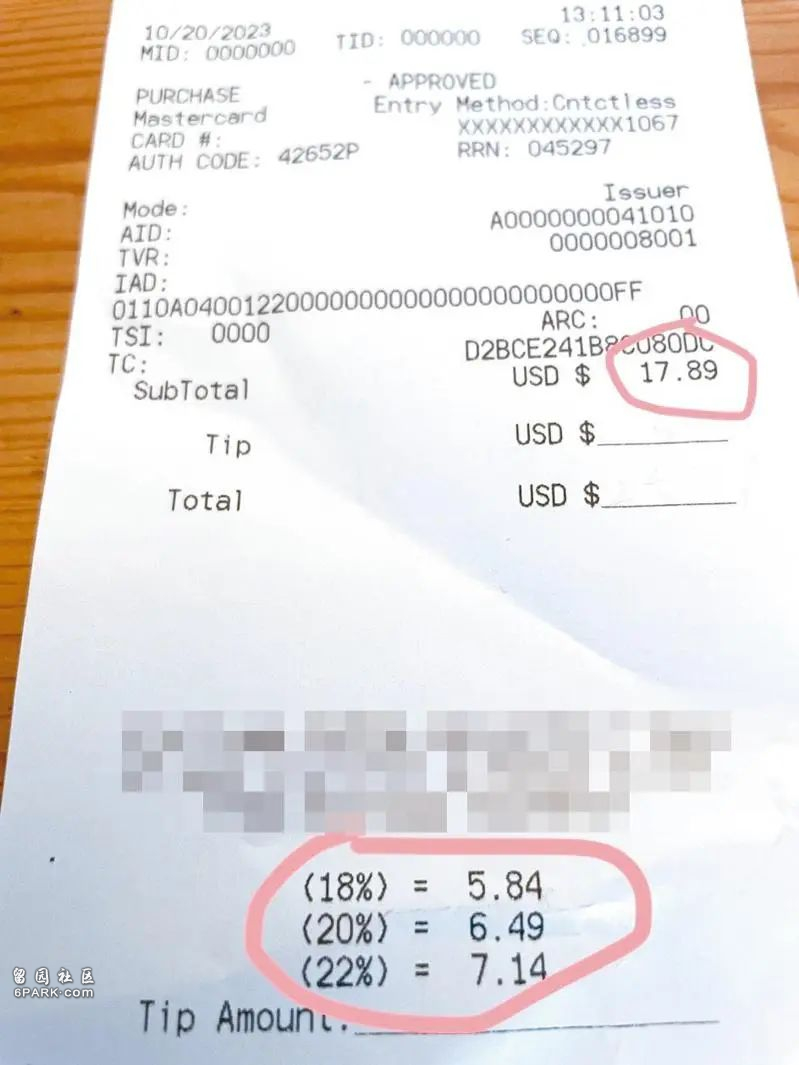 13:11:03
10/20/2023
MID: 0000000 TID: 000000 SEQ: 016899
- APPROVED
PURCHASE Entry Method:Cntctless
Mastercard XXXXXXXXXXXX1067
CARD #: RRN: 045297
AUTH CODE: 42652P
Issuer
Mode: A0000000041010
AID: 0000008001
TVR:
IAD:
ARC: 00
TSI: 0000
TC:
SubTotal USD $ 17.89
Tip USD $
Total USD $
(18%) = 5.84
(20%) = 6.49
(22%) = 7.14
Tip Amount:
留园社区
6PARK.com